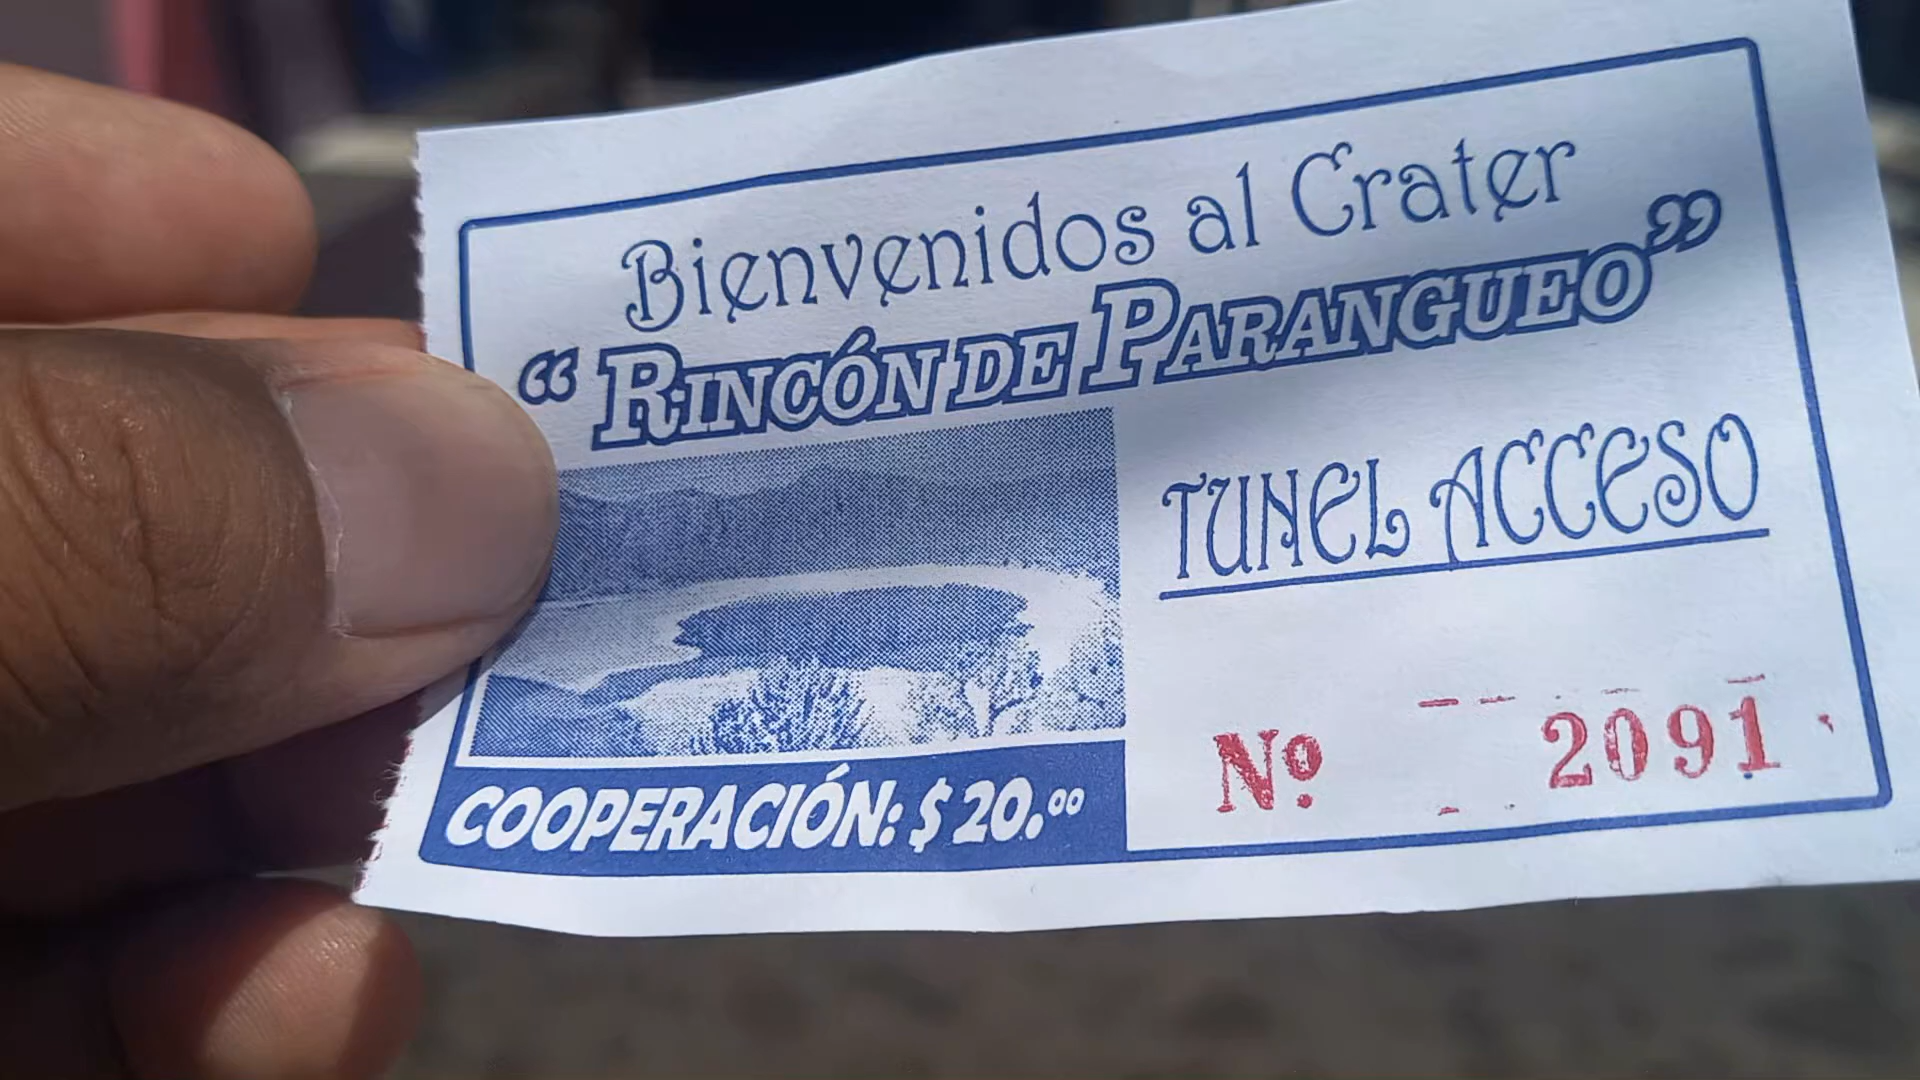 Bienvenidos al Crater
“RINCÓN DE PARANGUEO”
TUNEL ACCESO
Nº 2091
COOPERACIÓN: $ 20.⁰⁰